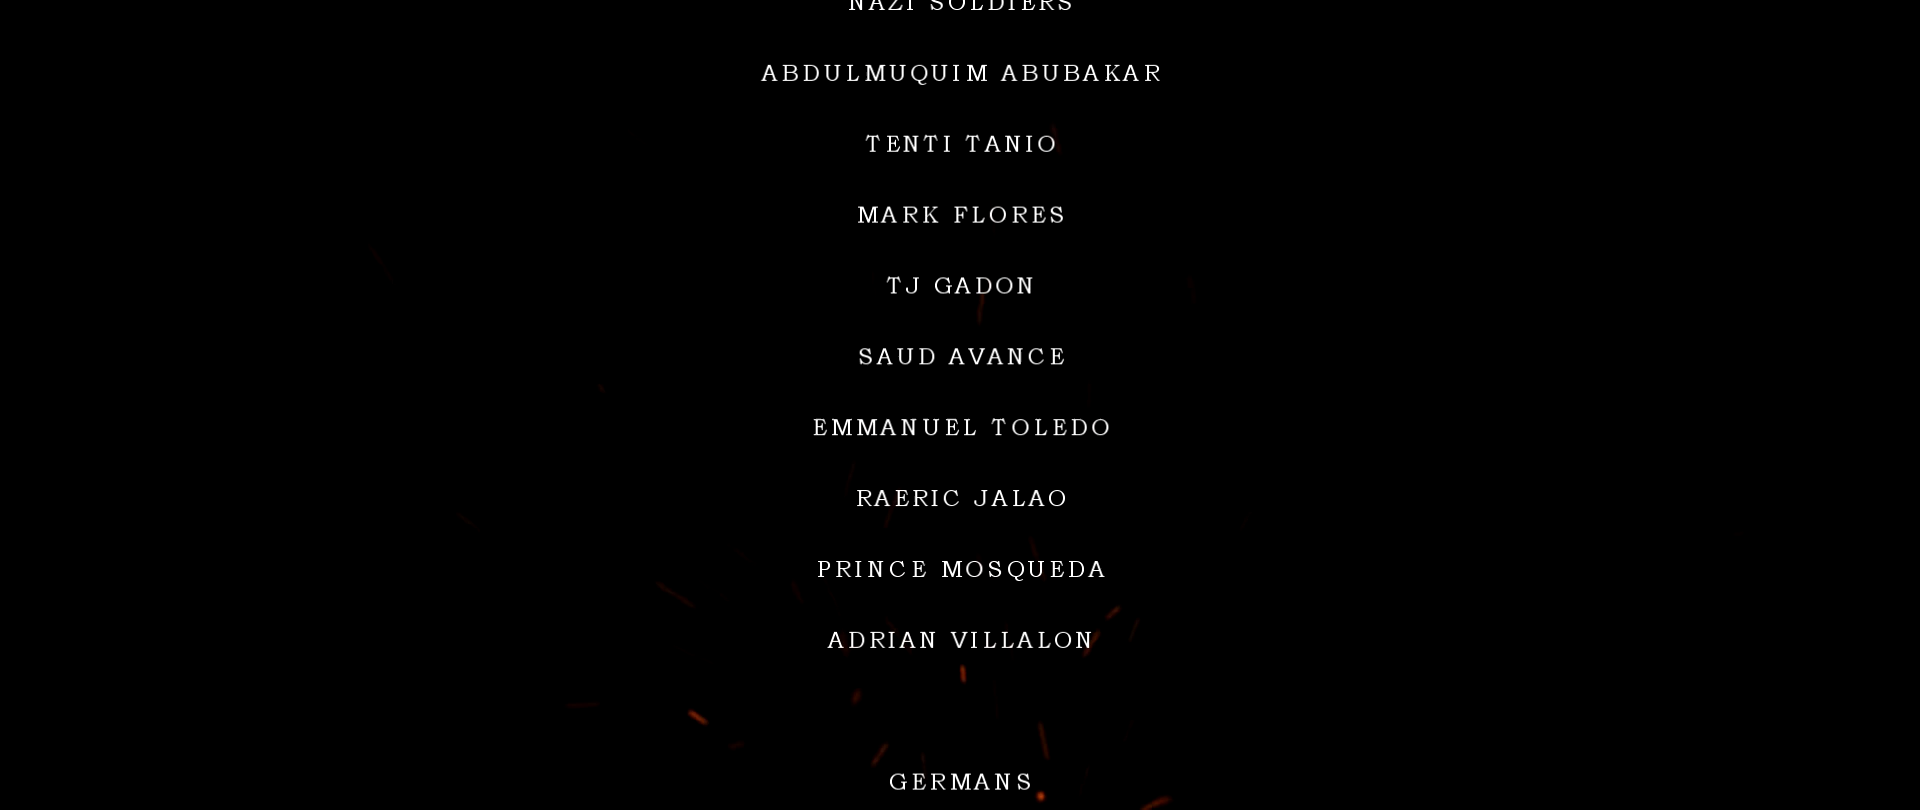 NAZI SOLDIERS
ABDULMUQUIM ABUBAKAR
TENTI TANIO
MARK FLORES
TJ GADON
SAUD AVANCE
EMMANUEL TOLEDO
RAERIC JALAO
PRINCE MOSQUEDA
ADRIAN VILLALON
GERMANS